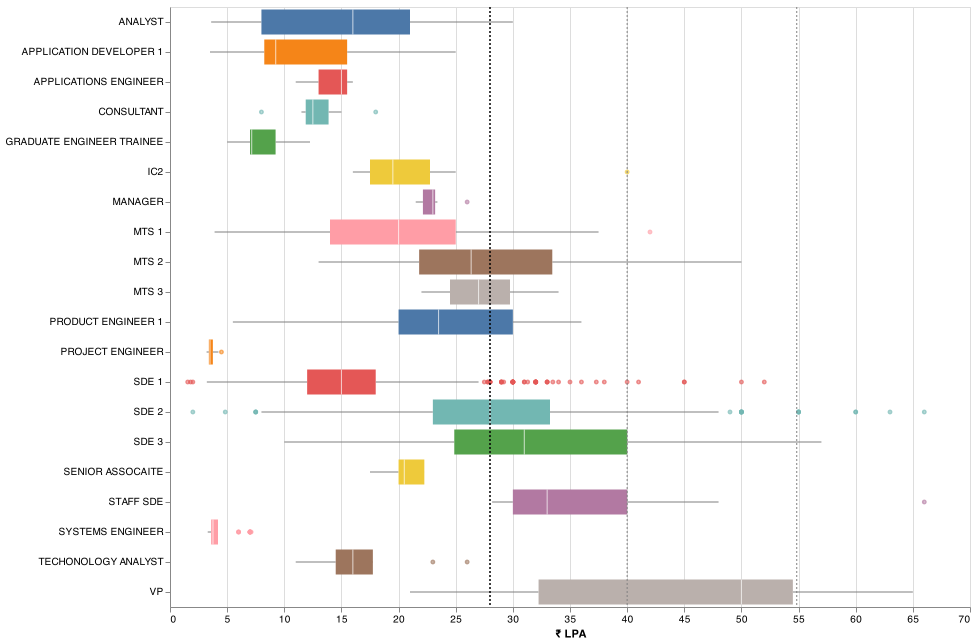 ANALYST
APPLICATION DEVELOPER 1
APPLICATIONS ENGINEER
CONSULTANT
GRADUATE ENGINEER TRAINEE
IC2
MANAGER
MTS 1
MTS 2
MTS 3
PRODUCT ENGINEER 1
PROJECT ENGINEER
SDE 1
SDE 2
SDE 3
SENIOR ASSOCAITE
STAFF SDE
SYSTEMS ENGINEER
TECHONOLOGY ANALYST
VP
0 5 10 15 20 25 30 35 40 45 50 55 60 65 70
₹ LPA